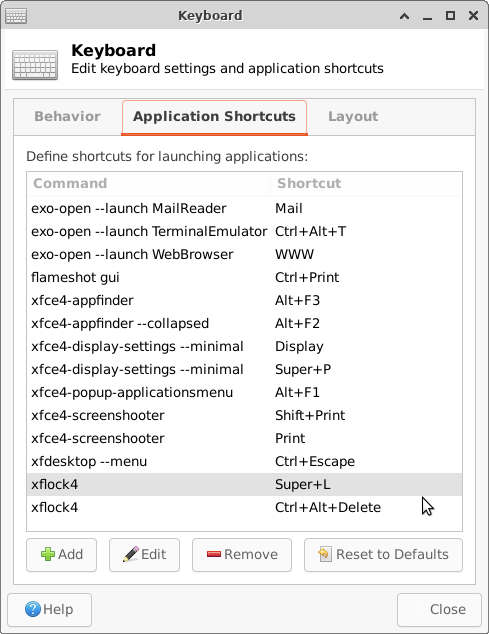 Keyboard
Keyboard
Edit keyboard settings and application shortcuts
Behavior Application Shortcuts Layout
Define shortcuts for launching applications:
Command Shortcut
exo-open --launch MailReader Mail
exo-open --launch TerminalEmulator Ctrl+Alt+T
exo-open --launch WebBrowser WWW
flameshot gui Ctrl+Print
xfce4-appfinder Alt+F3
xfce4-appfinder --collapsed Alt+F2
xfce4-display-settings --minimal Display
xfce4-display-settings --minimal Super+P
xfce4-popup-applicationsmenu Alt+F1
xfce4-screenshooter Shift+Print
xfce4-screenshooter Print
xfdesktop --menu Ctrl+Escape
xflock4 Super+L
xflock4 Ctrl+Alt+Delete
Add Edit Remove Reset to Defaults
Help Close